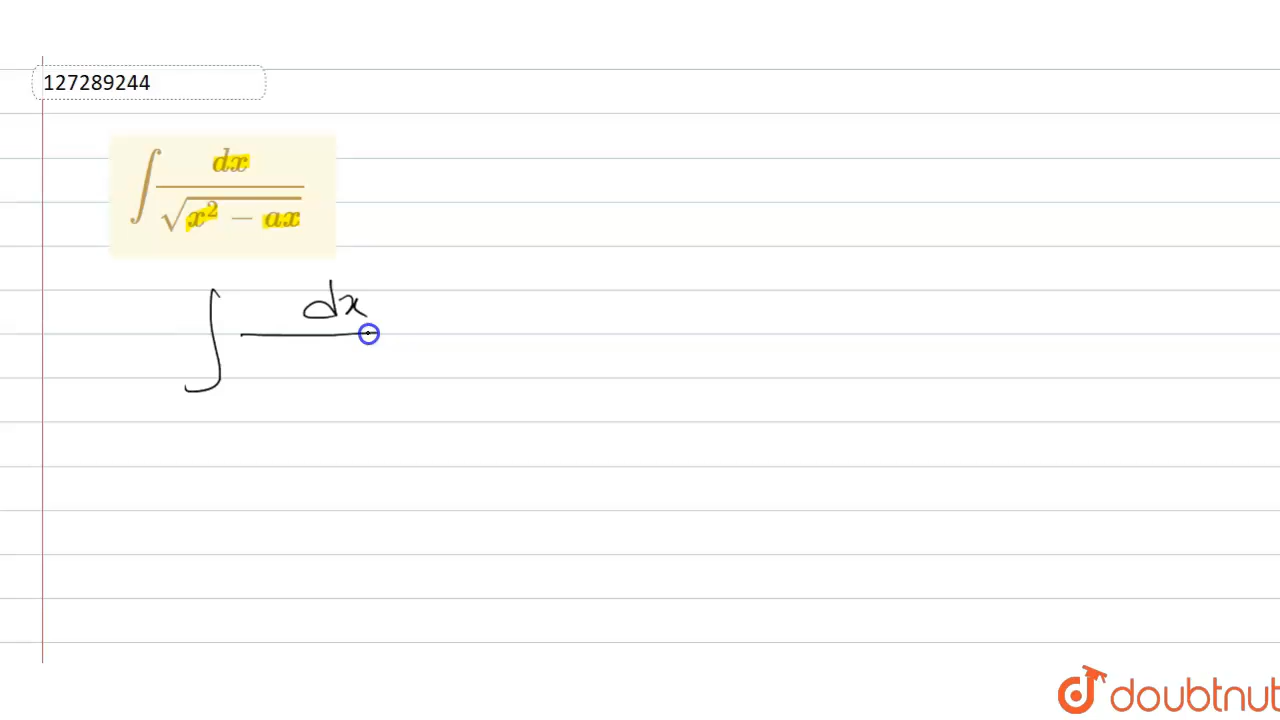 127289244
∫ dx / √(x² − ax)
∫ dx
doubtnut